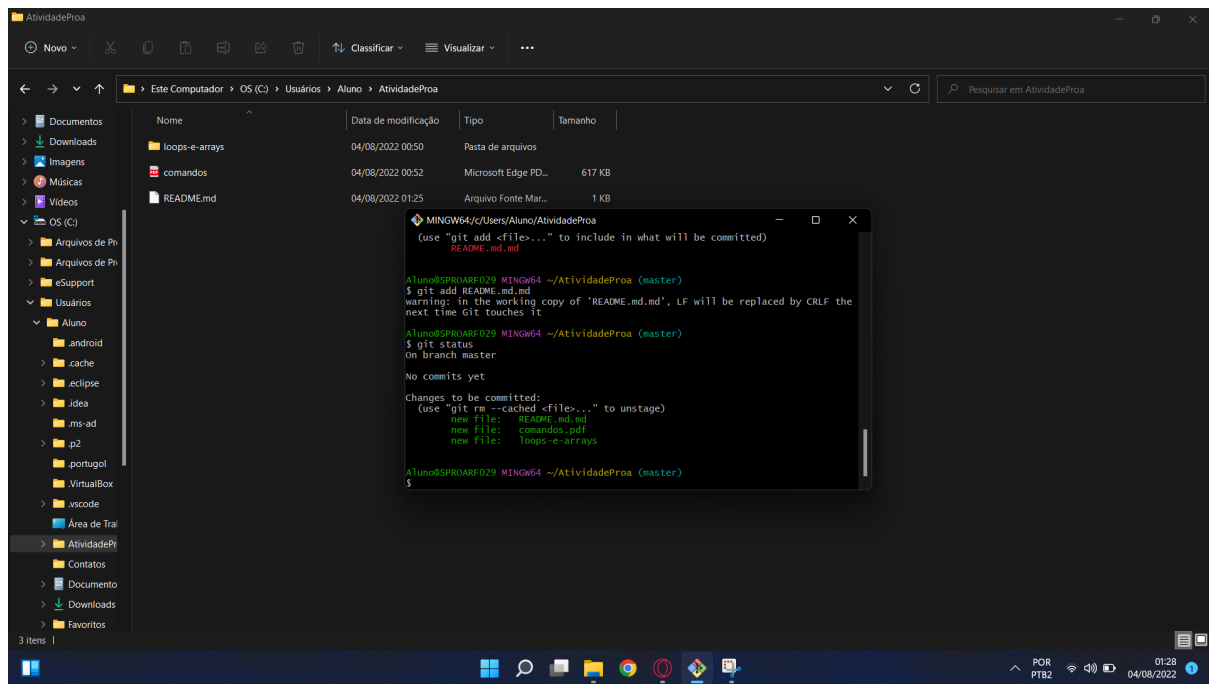 AtividadeProa
Novo
Classificar
Visualizar
Este Computador > OS (C:) > Usuários > Aluno > AtividadeProa
Pesquisar em AtividadeProa
Documentos
Downloads
Imagens
Músicas
Vídeos
OS (C:)
Arquivos de Pr
Arquivos de Pr
eSupport
Usuários
Aluno
.android
.cache
.eclipse
.idea
.ms-ad
.p2
.portugol
.VirtualBox
.vscode
Área de Tral
AtividadePr
Contatos
Documento
Downloads
Favoritos
Nome Data de modificação Tipo Tamanho
loops-e-arrays 04/08/2022 00:50 Pasta de arquivos
comandos 04/08/2022 00:52 Microsoft Edge PD... 617 KB
README.md 04/08/2022 01:25 Arquivo Fonte Mar... 1 KB
MINGW64:/c/Users/Aluno/AtividadeProa
(use "git add <file>..." to include in what will be committed)
README.md.md
Aluno@SPROARF029 MINGW64 ~/AtividadeProa (master)
$ git add README.md.md
warning: in the working copy of 'README.md.md', LF will be replaced by CRLF the
next time Git touches it
Aluno@SPROARF029 MINGW64 ~/AtividadeProa (master)
$ git status
On branch master
No commits yet
Changes to be committed:
(use "git rm --cached <file>..." to unstage)
new file: README.md.md
new file: comandos.pdf
new file: loops-e-arrays
Aluno@SPROARF029 MINGW64 ~/AtividadeProa (master)
$
3 itens
POR
PTB2
01:28
04/08/2022
1